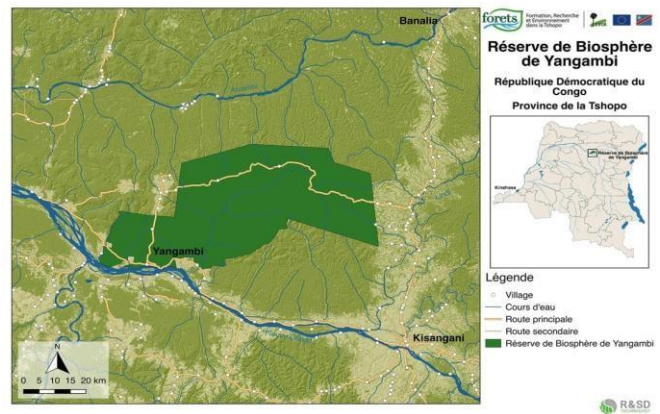 Banalia
Yangambi
Kisangani
N
0 5 10 15 20 km
forets
Formation, Recherche
et Environnement
dans la Tshopo
Réserve de Biosphère
de Yangambi
République Démocratique du
Congo
Province de la Tshopo
Réserve de Biosphère
de Yangambi
Kinshasa
Légende
Village
Cours d'eau
Route principale
Route secondaire
Réserve de Biosphère de Yangambi
R&SD